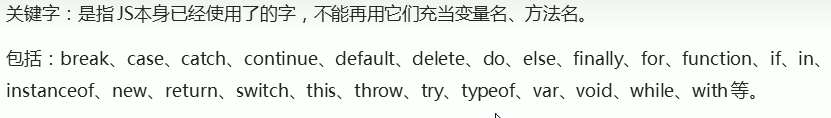 关键字：是指 JS本身已经使用了的字，不能再用它们充当变量名、方法名。
包括：break、case、catch、continue、default、delete、do、else、finally、for、function、if、in、
instanceof、new、return、switch、this、throw、try、typeof、var、void、while、with 等。